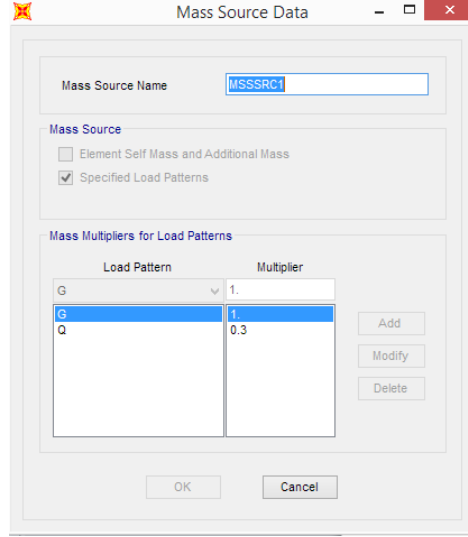 Mass Source Data
Mass Source Name MSSSRC1
Mass Source
Element Self Mass and Additional Mass
Specified Load Patterns
Mass Multipliers for Load Patterns
Load Pattern Multiplier
G 1.
G 1.
Q 0.3
Add
Modify
Delete
OK Cancel